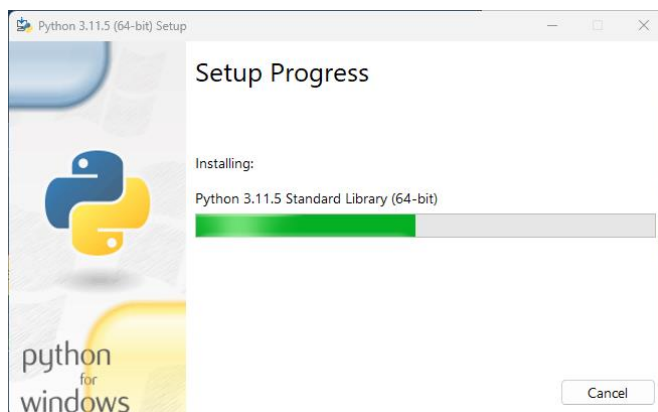 Python 3.11.5 (64-bit) Setup
Setup Progress
Installing:
Python 3.11.5 Standard Library (64-bit)
python
for
windows
Cancel